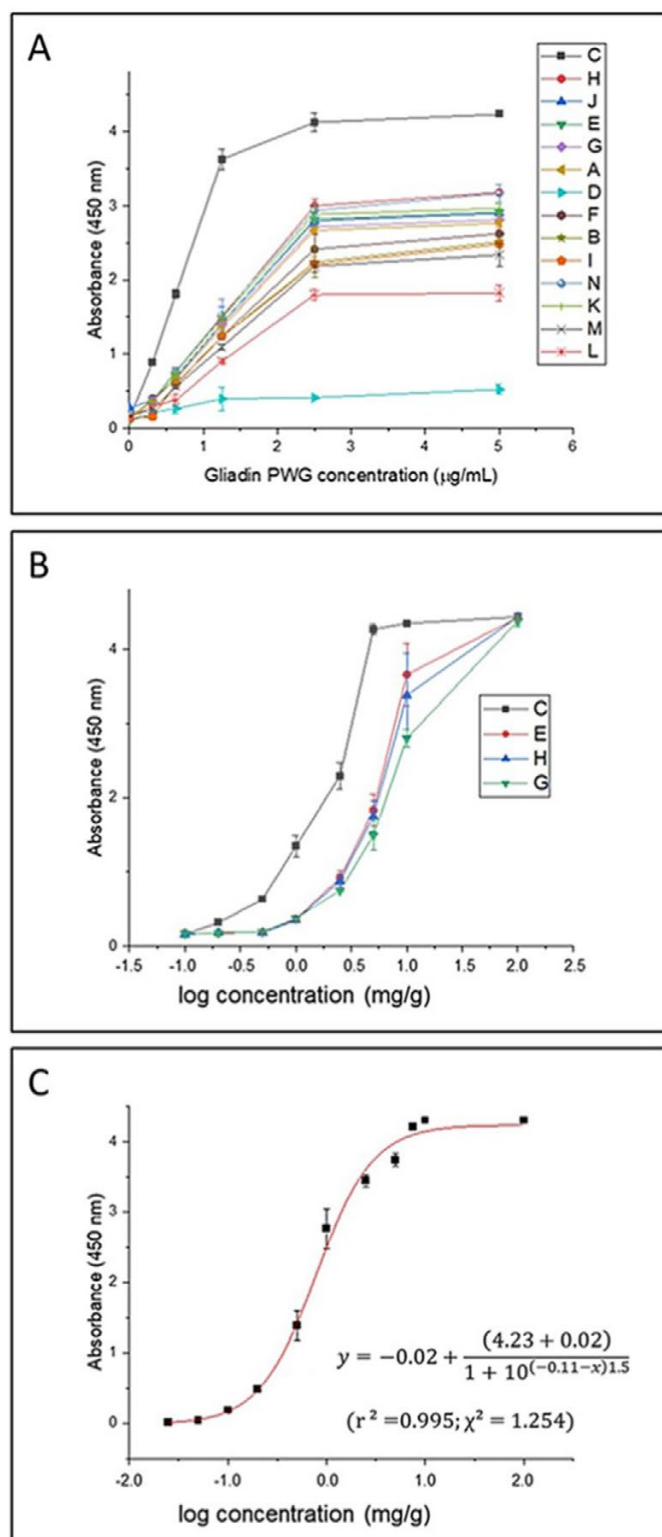 A
C
H
J
E
G
A
D
F
B
I
N
K
M
L
Absorbance (450 nm)
4
3
2
1
0
0 1 2 3 4 5 6
Gliadin PWG concentration (µg/mL)
B
C
E
H
G
Absorbance (450 nm)
4
2
0
-1.5 -1.0 -0.5 0.0 0.5 1.0 1.5 2.0 2.5
log concentration (mg/g)
C
Absorbance (450 nm)
4
3
2
1
0
y = −0.02 + (4.23 + 0.02) / 1 + 10^(−0.11−x)1.5
(r² =0.995; χ² = 1.254)
-2.0 -1.0 0.0 1.0 2.0
log concentration (mg/g)